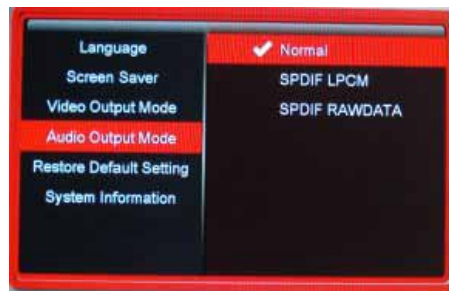 Language
Screen Saver
Video Output Mode
Audio Output Mode
Restore Default Setting
System Information
Normal
SPDIF LPCM
SPDIF RAWDATA